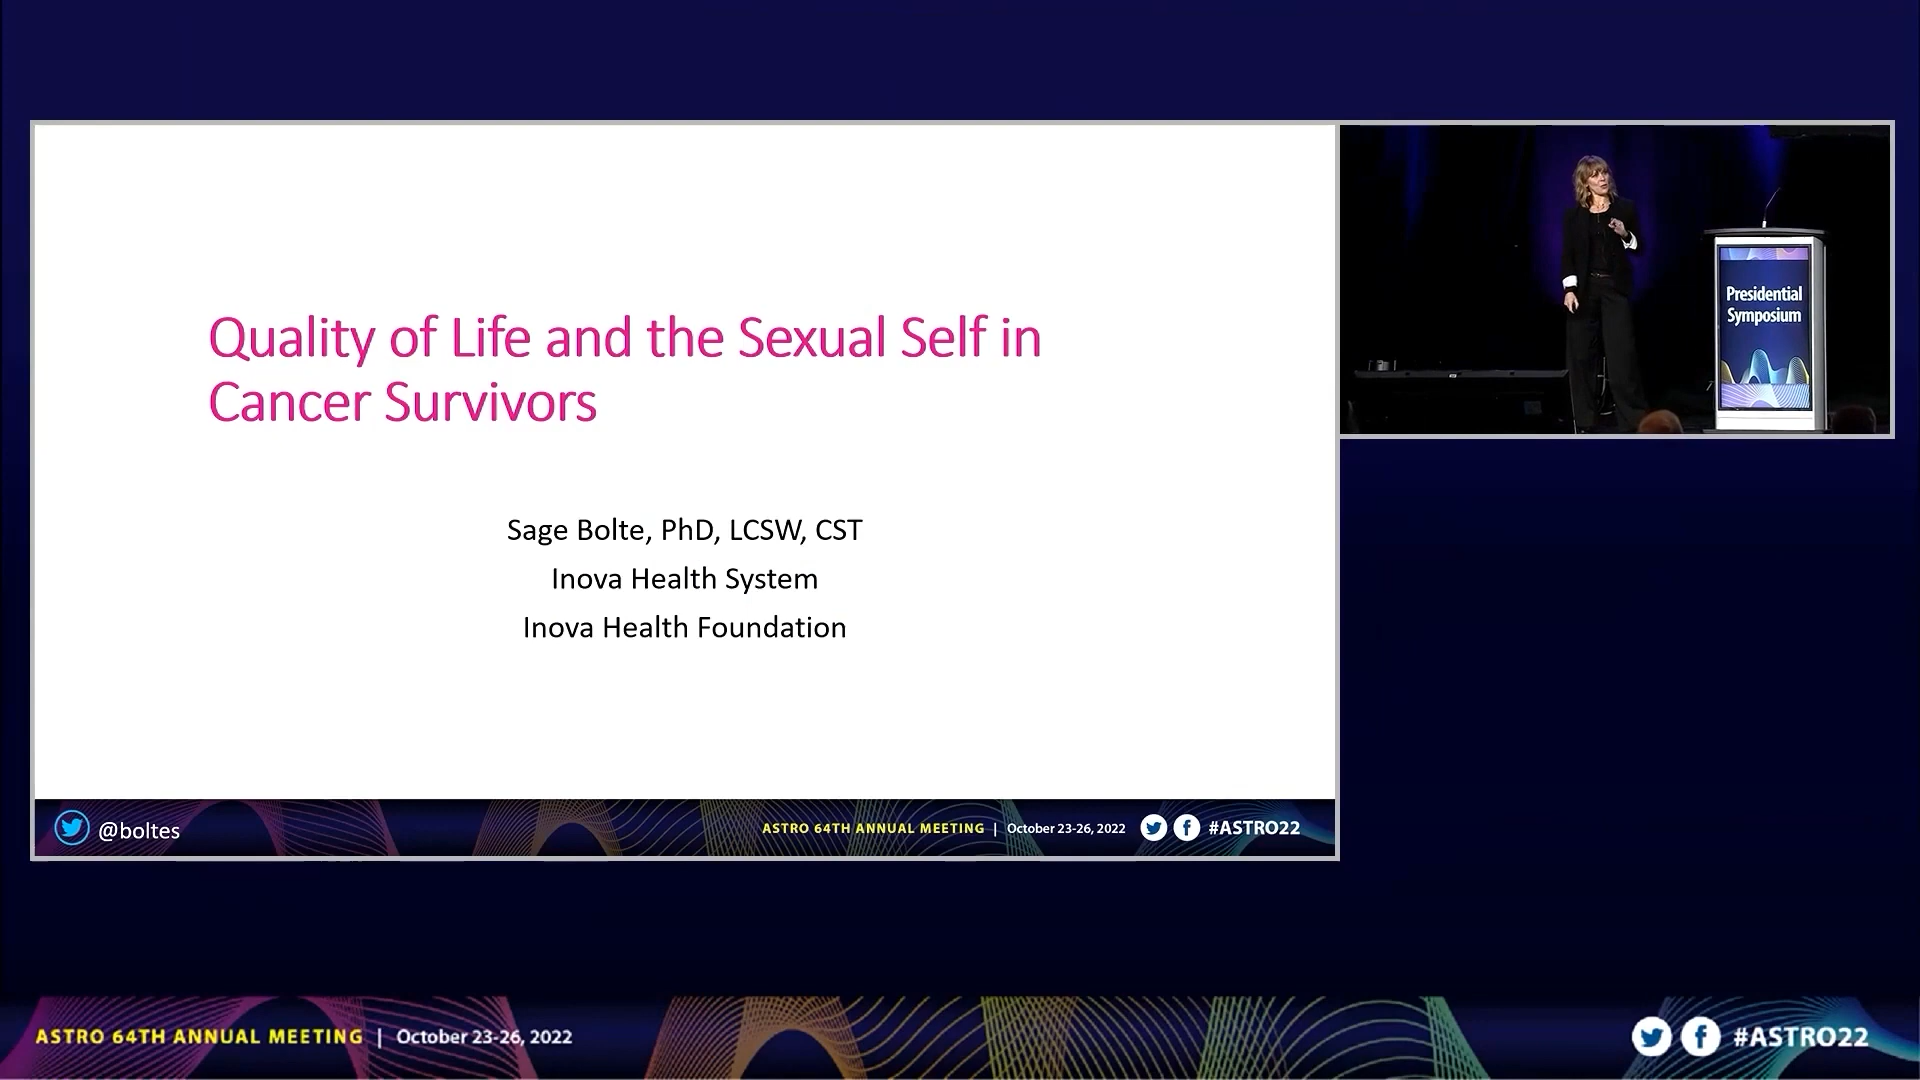 Quality of Life and the Sexual Self in
Cancer Survivors
Sage Bolte, PhD, LCSW, CST
Inova Health System
Inova Health Foundation
@boltes
ASTRO 64TH ANNUAL MEETING | October 23-26, 2022
#ASTRO22
Presidential
Symposium
ASTRO 64TH ANNUAL MEETING | October 23-26, 2022
#ASTRO22